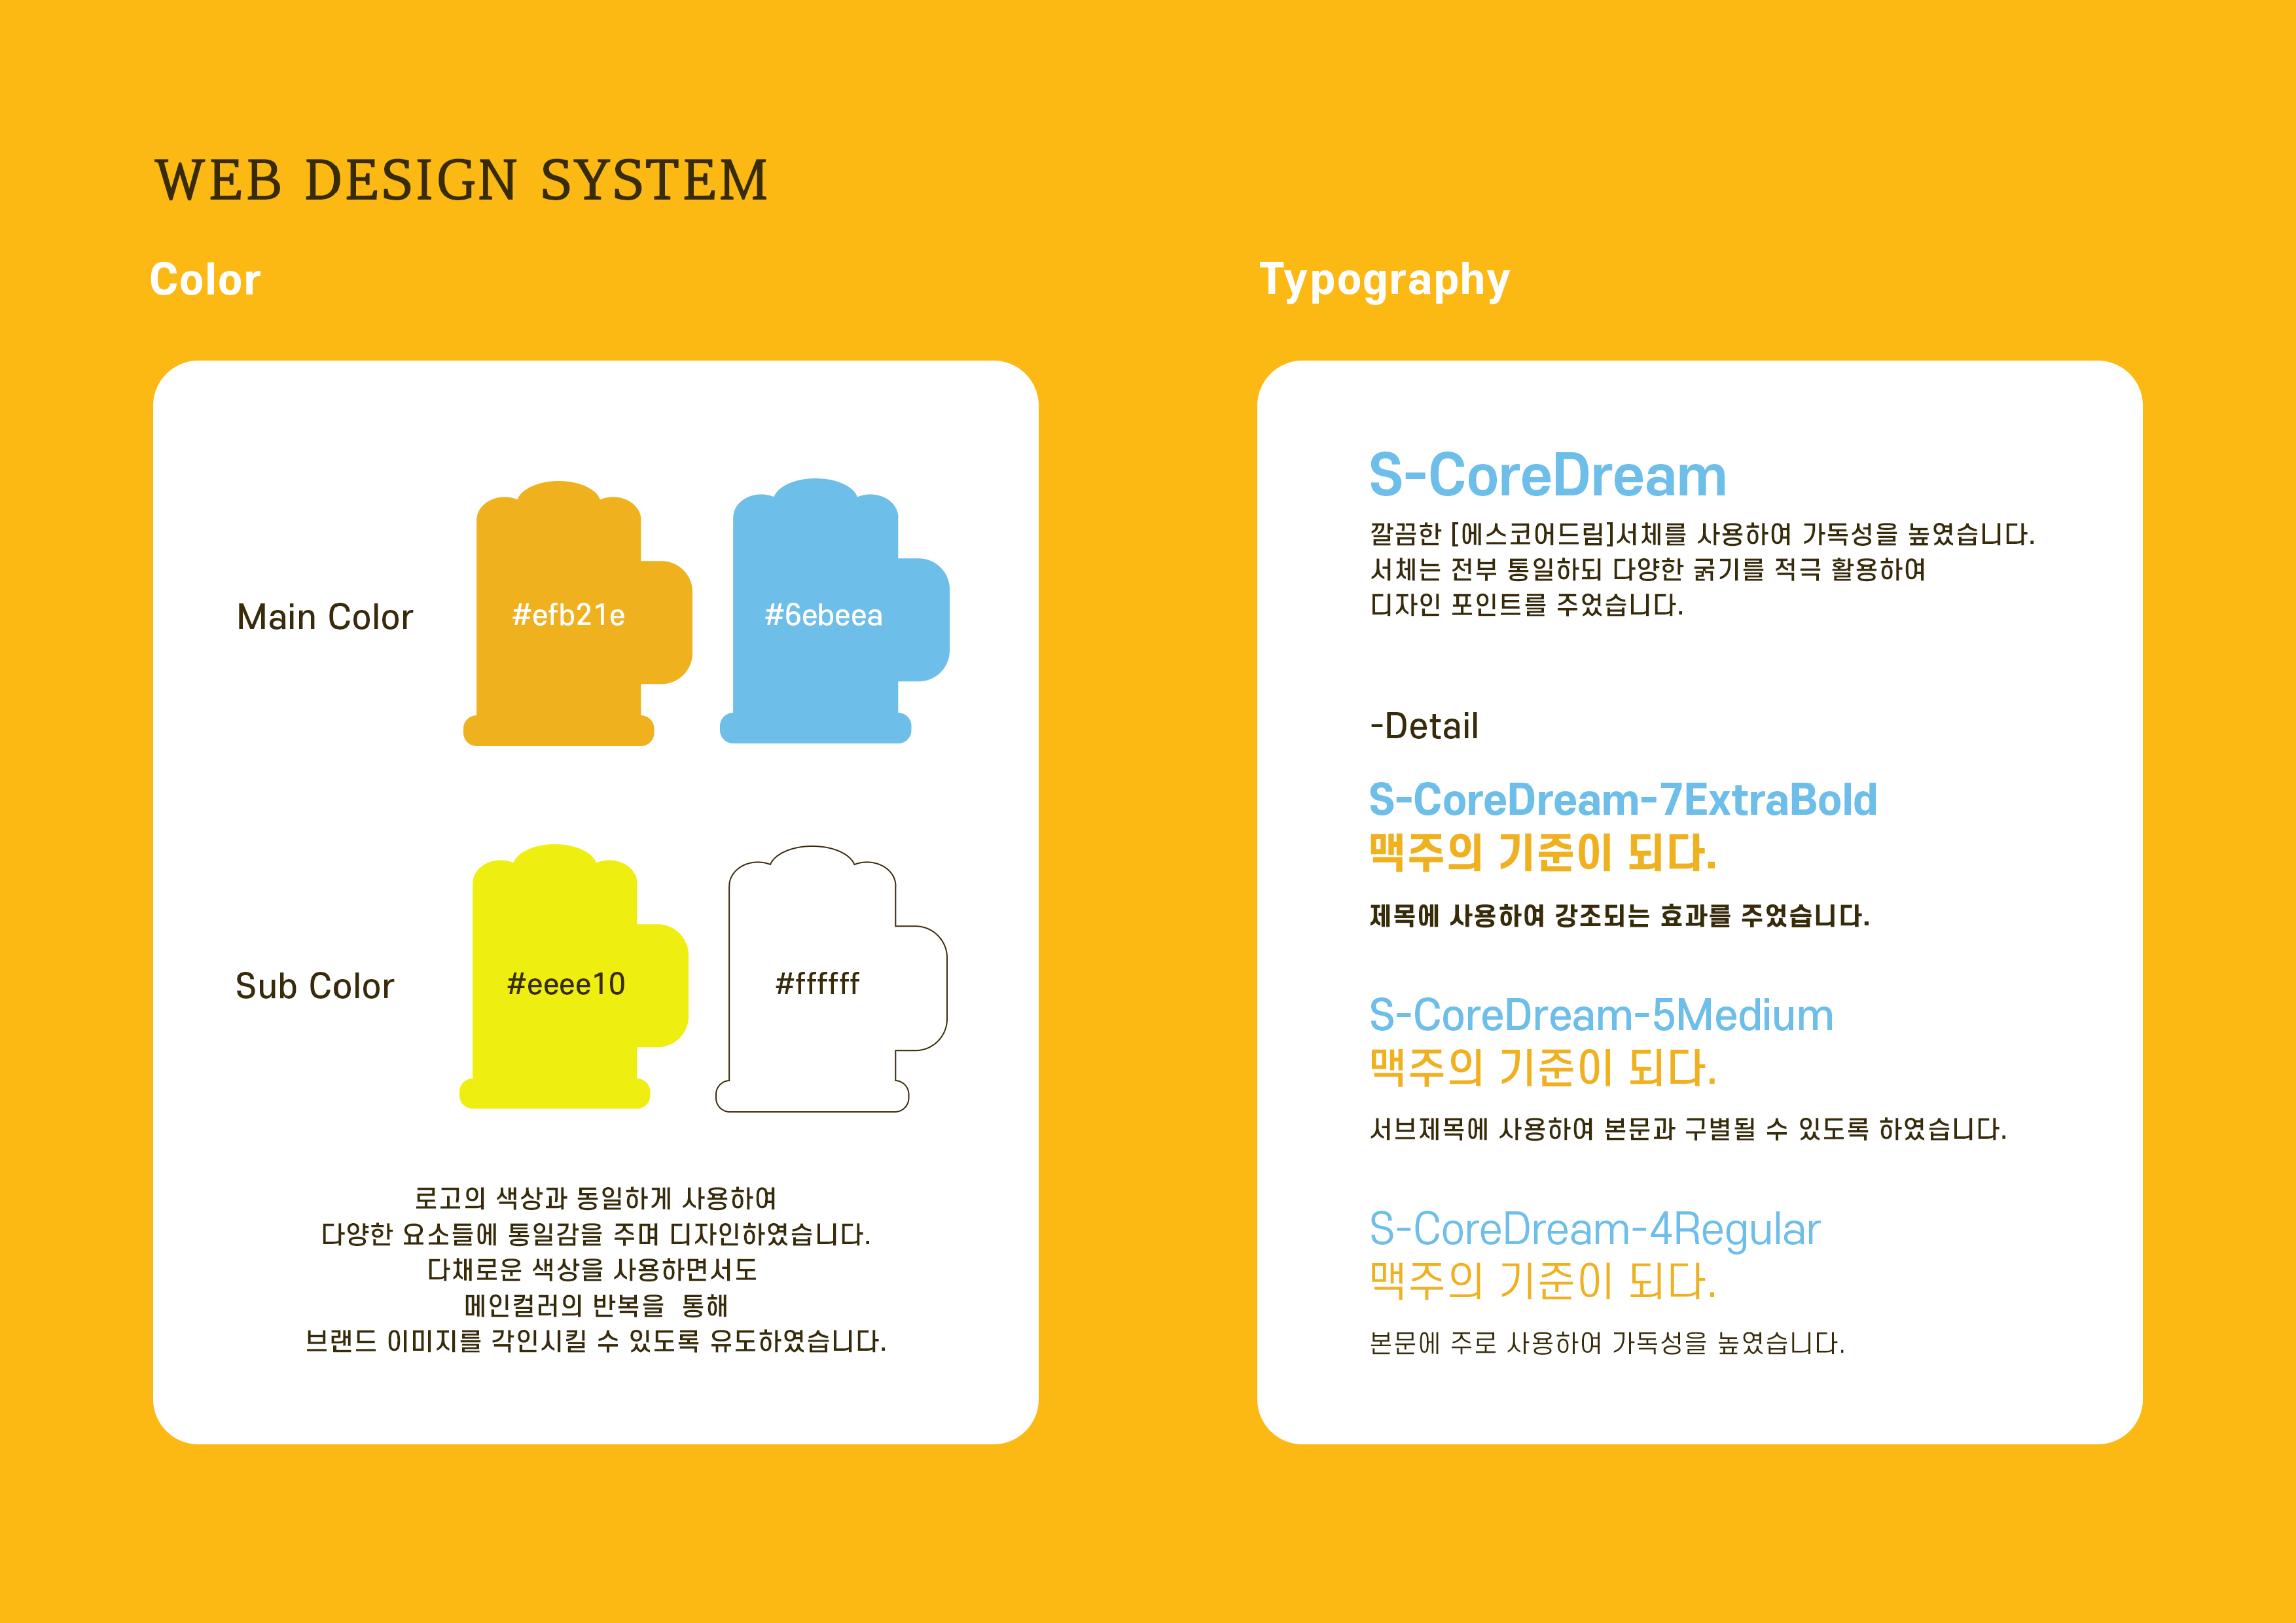 WEB DESIGN SYSTEM
Color
Main Color
#efb21e
#6ebeea
Sub Color
#eeee10
#ffffff
로고의 색상과 동일하게 사용하여
다양한 요소들에 통일감을 주며 디자인하였습니다.
다채로운 색상을 사용하면서도
메인컬러의 반복을 통해
브랜드 이미지를 각인시킬 수 있도록 유도하였습니다.
Typography
S-CoreDream
깔끔한 [에스코어드림]서체를 사용하여 가독성을 높였습니다.
서체는 전부 통일하되 다양한 굵기를 적극 활용하여
디자인 포인트를 주었습니다.
-Detail
S-CoreDream-7ExtraBold
맥주의 기준이 되다.
제목에 사용하여 강조되는 효과를 주었습니다.
S-CoreDream-5Medium
맥주의 기준이 되다.
서브제목에 사용하여 본문과 구별될 수 있도록 하였습니다.
S-CoreDream-4Regular
맥주의 기준이 되다.
본문에 주로 사용하여 가독성을 높였습니다.